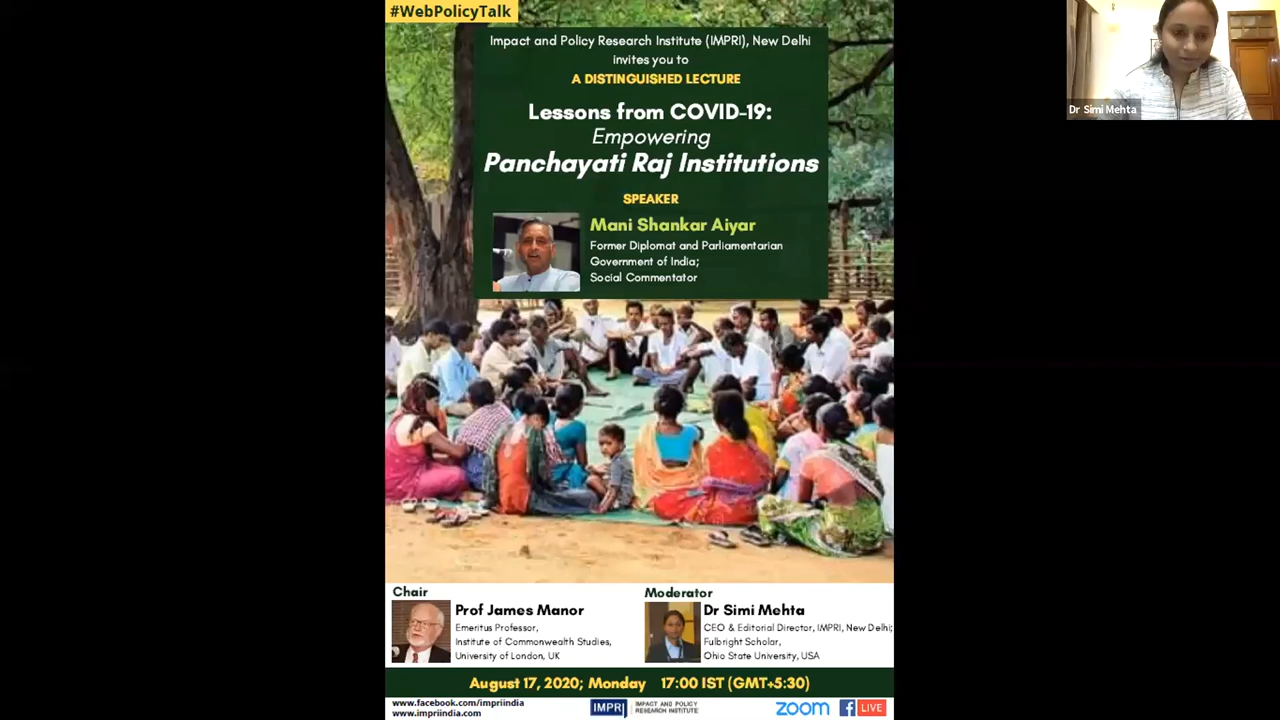 #WebPolicyTalk
Impact and Policy Research Institute (IMPRI), New Delhi
invites you to
A DISTINGUISHED LECTURE
Lessons from COVID-19:
Empowering
Panchayati Raj Institutions
SPEAKER
Mani Shankar Aiyar
Former Diplomat and Parliamentarian
Government of India;
Social Commentator
Dr Simi Mehta
Chair
Prof James Manor
Emeritus Professor,
Institute of Commonwealth Studies,
University of London, UK
Moderator
Dr Simi Mehta
CEO & Editorial Director, IMPRI, New Delhi;
Fulbright Scholar,
Ohio State University, USA
August 17, 2020; Monday 17:00 IST (GMT+5:30)
www.facebook.com/impriindia
www.impriindia.com
IMPRI
IMPACT AND POLICY
RESEARCH INSTITUTE
zoom
f LIVE